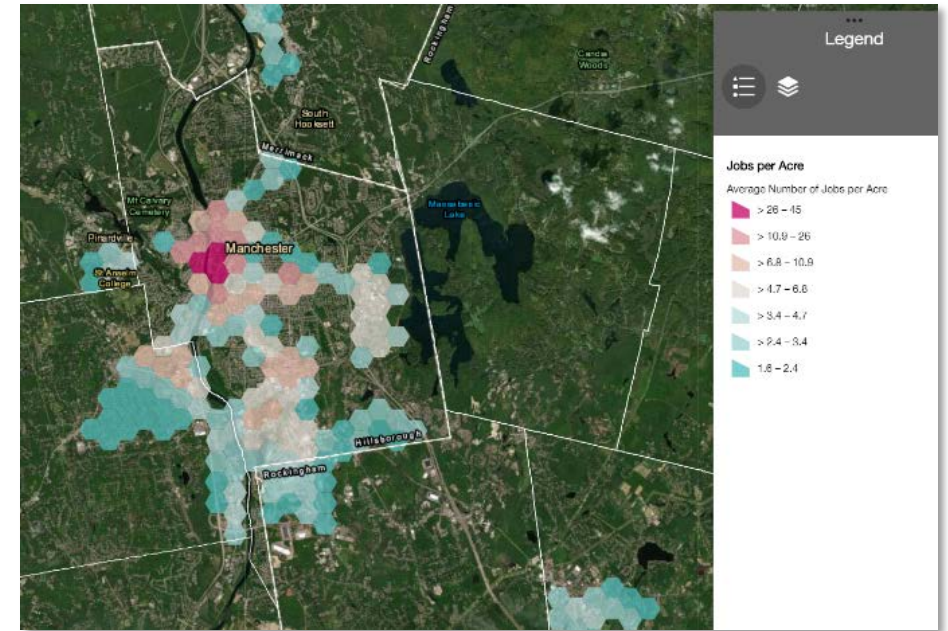 Rockingham
Candia
Woods
South
Hooksett
Merrimack
Mt Calvary
Cemetery
Massabesic
Lake
Pinardville
Manchester
St Anselm
College
Hillsborough
Rockingham
Legend
Jobs per Acre
Average Number of Jobs per Acre
> 26 – 45
> 10.9 – 26
> 6.8 – 10.9
> 4.7 – 6.8
> 3.4 – 4.7
> 2.4 – 3.4
1.6 – 2.4